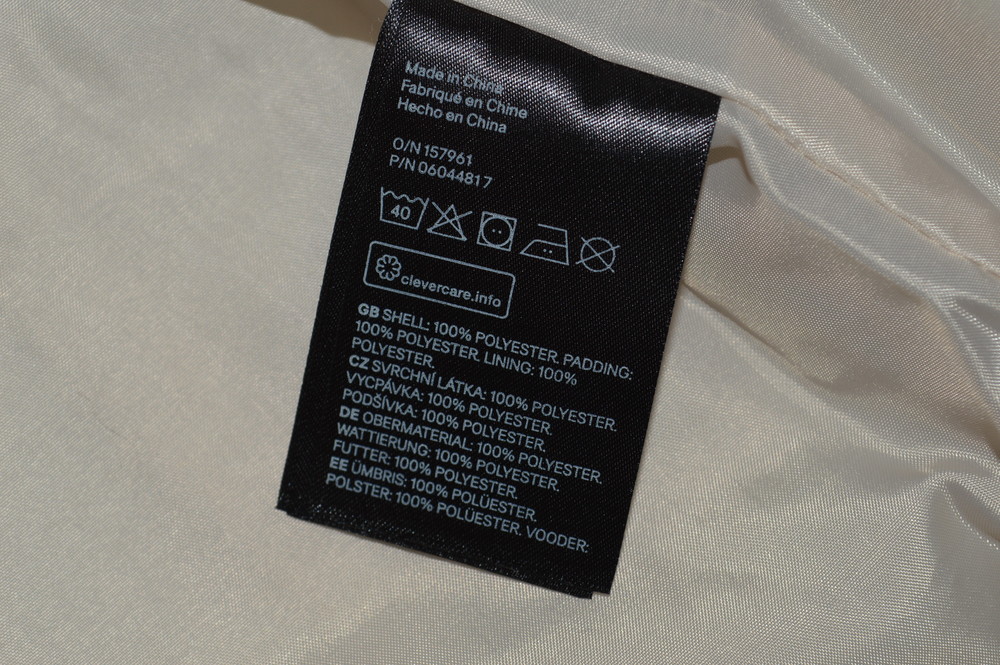 Made in China
Fabriqué en Chine
Hecho en China
O/N 157961
P/N 06044817
40
clevercare.info
GB SHELL: 100% POLYESTER. PADDING:
100% POLYESTER. LINING: 100%
POLYESTER.
CZ SVRCHNÍ LÁTKA: 100% POLYESTER.
VYCPÁVKA: 100% POLYESTER.
PODŠÍVKA: 100% POLYESTER.
DE OBERMATERIAL: 100% POLYESTER.
WATTIERUNG: 100% POLYESTER.
FUTTER: 100% POLYESTER.
EE ÜMBRIS: 100% POLÜESTER.
POLSTER: 100% POLÜESTER. VOODER: